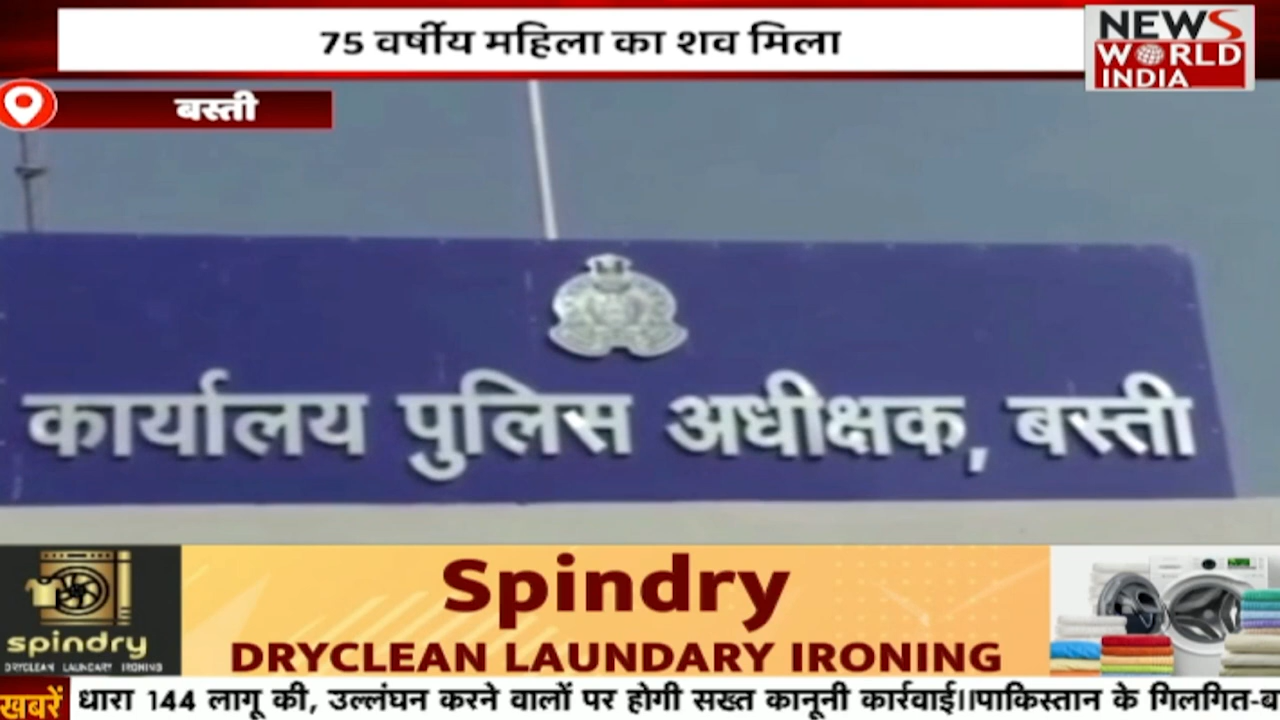 75 वर्षीय महिला का शव मिला
NEWS
WORLD
INDIA
बस्ती
कार्यालय पुलिस अधीक्षक, बस्ती
Spindry
spindry
DRYCLEAN LAUNDARY IRONING
DRYCLEAN LAUNDARY IRONING
खबरें धारा 144 लागू की, उल्लंघन करने वालों पर होगी सख्त कानूनी कार्रवाई।।पाकिस्तान के गिलगित-ब